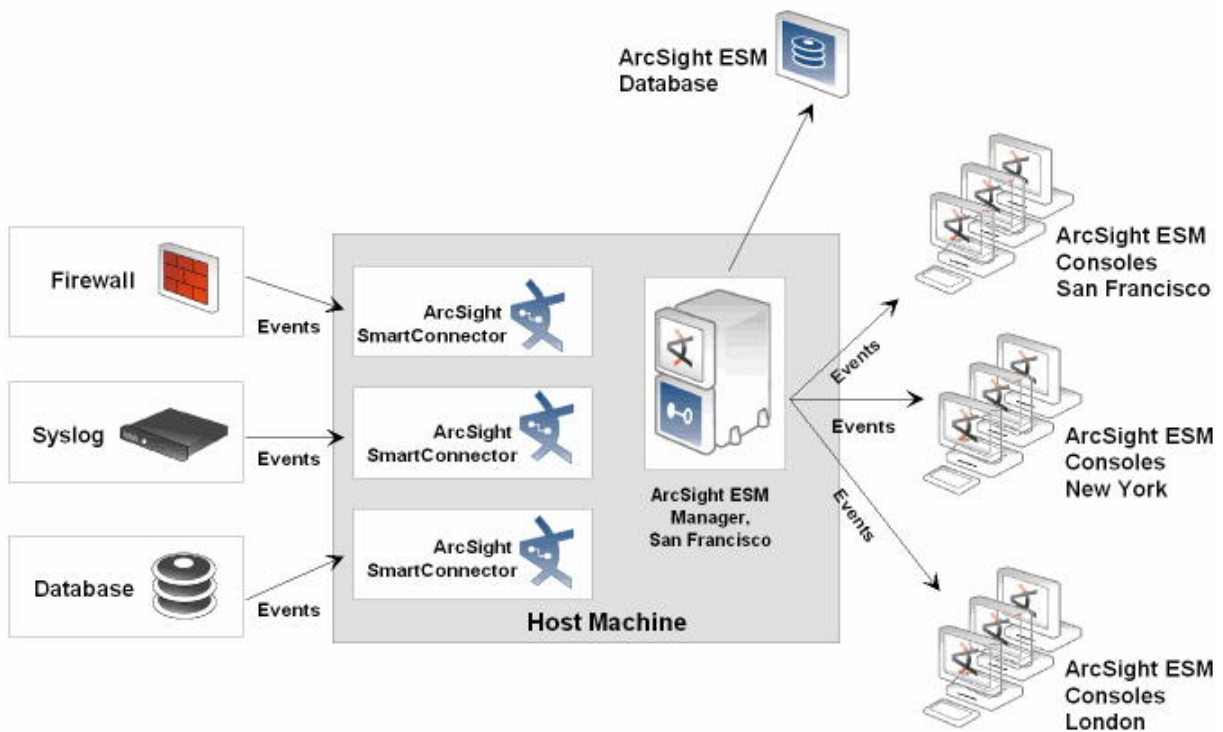 ArcSight ESM
Database
Firewall
Events
ArcSight
SmartConnector
Syslog
Events
ArcSight
SmartConnector
Database
Events
ArcSight
SmartConnector
ArcSight ESM
Manager,
San Francisco
Host Machine
Events
ArcSight ESM
Consoles
San Francisco
Events
ArcSight ESM
Consoles
New York
Events
ArcSight ESM
Consoles
London